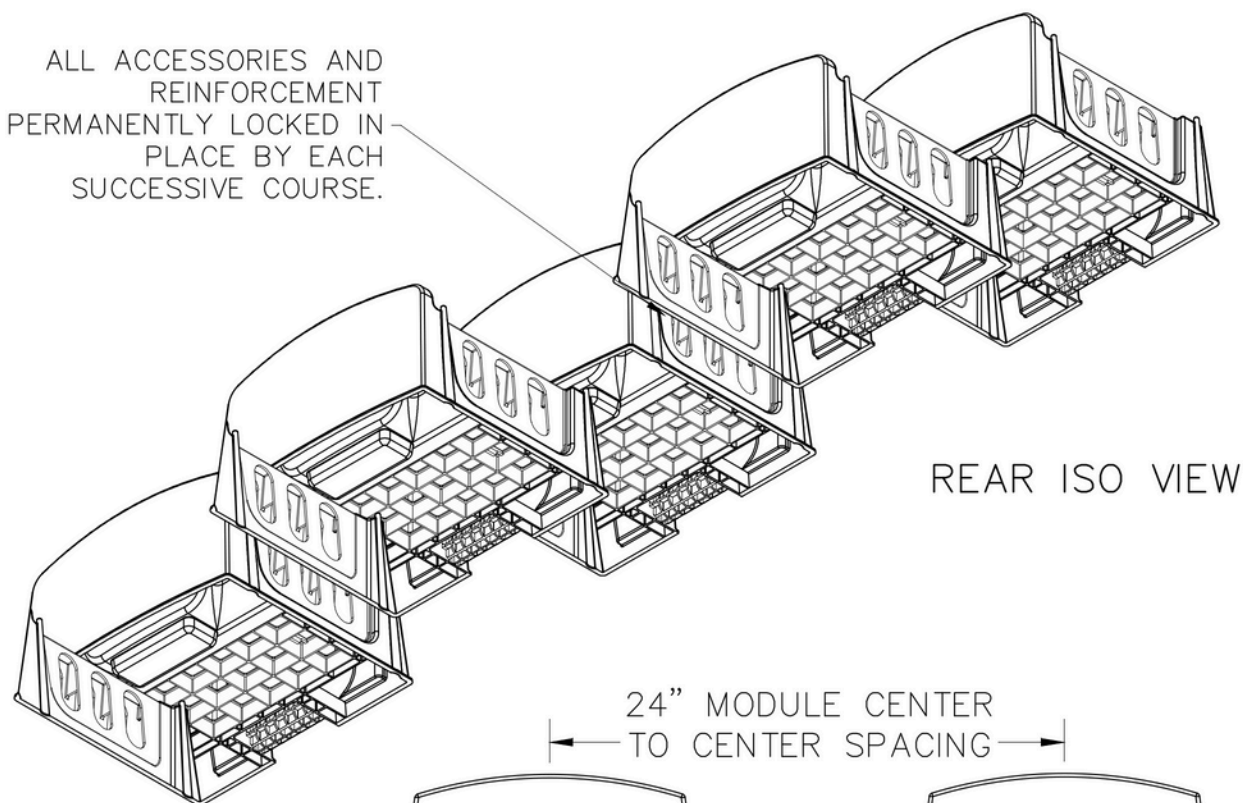 ALL ACCESSORIES AND
REINFORCEMENT
PERMANENTLY LOCKED IN
PLACE BY EACH
SUCCESSIVE COURSE.
REAR ISO VIEW
24” MODULE CENTER
TO CENTER SPACING